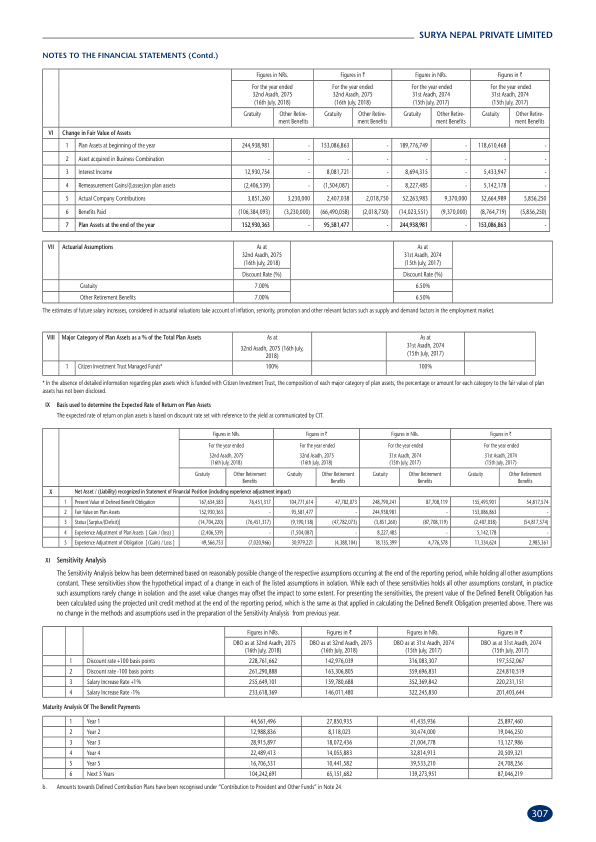 SURYA NEPAL PRIVATE LIMITED
NOTES TO THE FINANCIAL STATEMENTS (Contd.)
Figures in NRs. Figures in ₹ Figures in NRs. Figures in ₹
For the year ended For the year ended For the year ended For the year ended
32nd Asadh, 2075 32nd Asadh, 2075 31st Asadh, 2074 31st Asadh, 2074
(16th July, 2018) (16th July, 2018) (15th July, 2017) (15th July, 2017)
Gratuity Other Retire- Gratuity Other Retire- Gratuity Other Retire- Gratuity Other Retire-
ment Benefits ment Benefits ment Benefits ment Benefits
VI Change in Fair Value of Assets
1 Plan Assets at beginning of the year 244,938,981 - 153,086,863 - 189,776,749 - 118,610,468 -
2 Asset acquired in Business Combination - - - - - - - -
3 Interest Income 12,930,754 - 8,081,721 - 8,694,315 - 5,433,947 -
4 Remeasurement Gains/(Losses)on plan assets (2,406,539) - (1,504,087) - 8,227,485 - 5,142,178 -
5 Actual Company Contributions 3,851,260 3,230,000 2,407,038 2,018,750 52,263,983 9,370,000 32,664,989 5,856,250
6 Benefits Paid (106,384,093) (3,230,000) (66,490,058) (2,018,750) (14,023,551) (9,370,000) (8,764,719) (5,856,250)
7 Plan Assets at the end of the year 152,930,363 - 95,581,477 - 244,938,981 - 153,086,863 -
VII Actuarial Assumptions As at As at
32nd Asadh, 2075 31st Asadh, 2074
(16th July, 2018) (15th July, 2017)
Discount Rate (%) Discount Rate (%)
Gratuity 7.00% 6.50%
Other Retirement Benefits 7.00% 6.50%
The estimates of future salary increases, considered in actuarial valuations take account of inflation, seniority, promotion and other relevant factors such as supply and demand factors in the employment market.
VIII Major Category of Plan Assets as a % of the Total Plan Assets As at As at
32nd Asadh, 2075 (16th July, 31st Asadh, 2074
2018) (15th July, 2017)
1 Citizen Investment Trust Managed Funds* 100% 100%
* In the absence of detailed information regarding plan assets which is funded with Citizen Investment Trust, the composition of each major category of plan assets, the percentage or amount for each category to the fair value of plan
assets has not been disclosed.
IX Basis used to determine the Expected Rate of Return on Plan Assets
The expected rate of return on plan assets is based on discount rate set with reference to the yield as communicated by CIT.
Figures in NRs. Figures in ₹ Figures in NRs. Figures in ₹
For the year ended For the year ended For the year ended For the year ended
32nd Asadh, 2075 32nd Asadh, 2075 31st Asadh, 2074 31st Asadh, 2074
(16th July, 2018) (16th July, 2018) (15th July, 2017) (15th July, 2017)
Gratuity Other Retirement Gratuity Other Retirement Gratuity Other Retirement Gratuity Other Retirement
Benefits Benefits Benefits Benefits
X Net Asset / (Liability) recognized in Statement of Financial Position (including experience adjustment impact)
1 Present Value of Defined Benefit Obligation 167,634,583 76,451,317 104,771,614 47,782,073 248,790,241 87,708,119 155,493,901 54,817,574
2 Fair Value on Plan Assets 152,930,363 - 95,581,477 - 244,938,981 - 153,086,863 -
3 Status [Surplus/(Deficit)] (14,704,220) (76,451,317) (9,190,138) (47,782,073) (3,851,260) (87,708,119) (2,407,038) (54,817,574)
4 Experience Adjustment of Plan Assets [ Gain / (loss) ] (2,406,539) - (1,504,087) - 8,227,485 - 5,142,178 -
5 Experience Adjustment of Obligation [ (Gain) / Loss ] 49,566,753 (7,020,966) 30,979,221 (4,388,104) 18,135,399 4,776,578 11,334,624 2,985,361
XI Sensitivity Analysis
The Sensitivity Analysis below has been determined based on reasonably possible change of the respective assumptions occurring at the end of the reporting period, while holding all other assumptions
constant. These sensitivities show the hypothetical impact of a change in each of the listed assumptions in isolation. While each of these sensitivities holds all other assumptions constant, in practice
such assumptions rarely change in isolation and the asset value changes may offset the impact to some extent. For presenting the sensitivities, the present value of the Defined Benefit Obligation has
been calculated using the projected unit credit method at the end of the reporting period, which is the same as that applied in calculating the Defined Benefit Obligation presented above. There was
no change in the methods and assumptions used in the preparation of the Sensitivity Analysis from previous year.
Figures in NRs. Figures in ₹ Figures in NRs. Figures in ₹
DBO as at 32nd Asadh, 2075 DBO as at 32nd Asadh, 2075 DBO as at 31st Asadh, 2074 DBO as at 31st Asadh, 2074
(16th July, 2018) (16th July, 2018) (15th July, 2017) (15th July, 2017)
1 Discount rate +100 basis points 228,761,662 142,976,039 316,083,307 197,552,067
2 Discount rate -100 basis points 261,290,888 163,306,805 359,696,831 224,810,519
3 Salary Increase Rate +1% 255,649,101 159,780,688 352,369,842 220,231,151
4 Salary Increase Rate -1% 233,618,369 146,011,480 322,245,830 201,403,644
Maturity Analysis Of The Benefit Payments
1 Year 1 44,561,496 27,850,935 41,435,936 25,897,460
2 Year 2 12,988,836 8,118,023 30,474,000 19,046,250
3 Year 3 28,915,897 18,072,436 21,004,778 13,127,986
4 Year 4 22,489,413 14,055,883 32,814,913 20,509,321
5 Year 5 16,706,531 10,441,582 39,533,210 24,708,256
6 Next 5 Years 104,242,691 65,151,682 139,273,951 87,046,219
b. Amounts towards Defined Contribution Plans have been recognised under "Contribution to Provident and Other Funds" in Note 24.
307